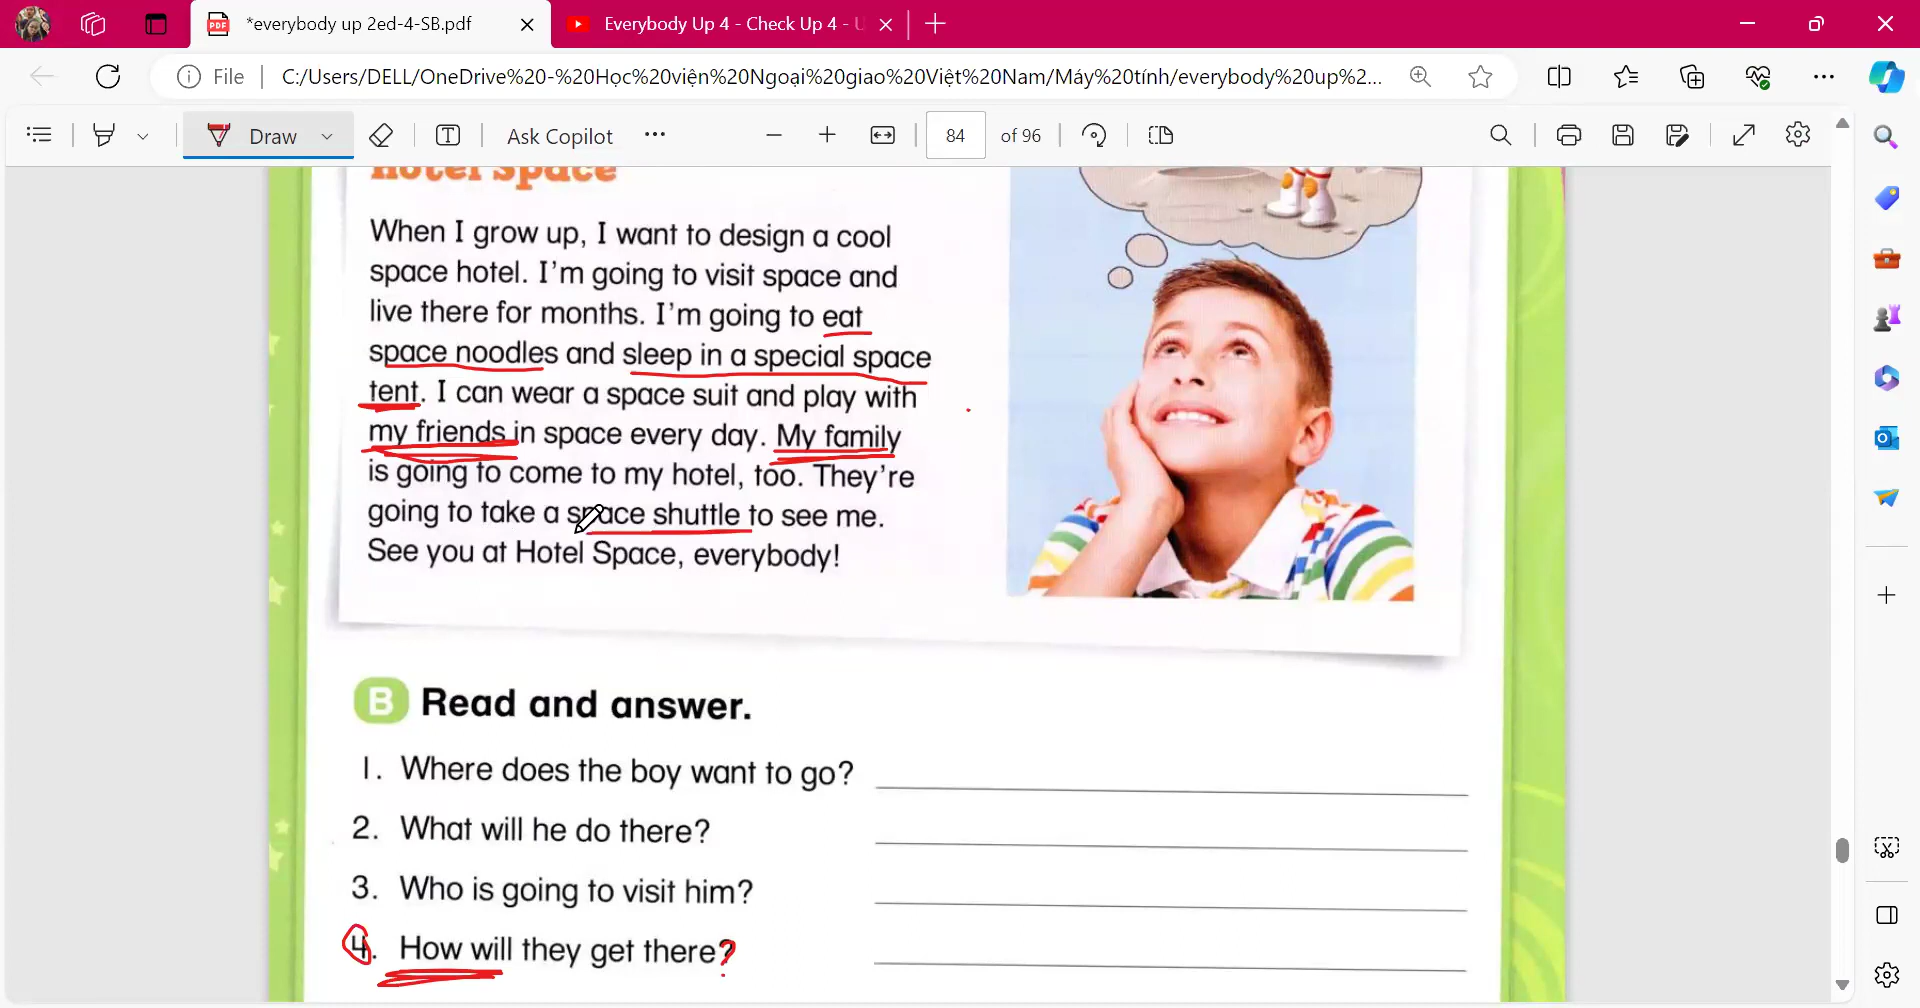 *everybody up 2ed-4-SB.pdf
Everybody Up 4 - Check Up 4 - U
File
C:/Users/DELL/OneDrive%20-%20Học%20viện%20Ngoại%20giao%20Việt%20Nam/Máy%20tính/everybody%20up%2...
Draw
Ask Copilot
84 of 96
Hotel Space
When I grow up, I want to design a cool
space hotel. I'm going to visit space and
live there for months. I'm going to eat
space noodles and sleep in a special space
tent. I can wear a space suit and play with
my friends in space every day. My family
is going to come to my hotel, too. They're
going to take a space shuttle to see me.
See you at Hotel Space, everybody!
B Read and answer.
1. Where does the boy want to go?
2. What will he do there?
3. Who is going to visit him?
4. How will they get there?